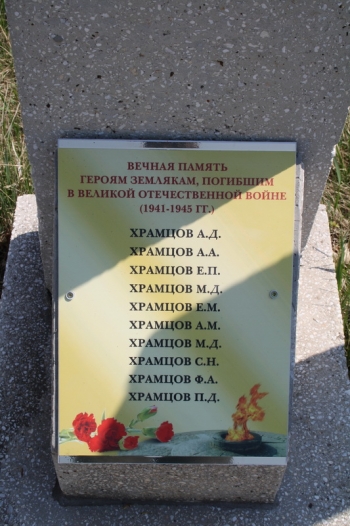 ВЕЧНАЯ ПАМЯТЬ
ГЕРОЯМ ЗЕМЛЯКАМ, ПОГИБШИМ
В ВЕЛИКОЙ ОТЕЧЕСТВЕННОЙ ВОЙНЕ
(1941-1945 ГГ.)
ХРАМЦОВ А.Д.
ХРАМЦОВ А.А.
ХРАМЦОВ Е.П.
ХРАМЦОВ М.Д.
ХРАМЦОВ Е.М.
ХРАМЦОВ А.М.
ХРАМЦОВ М.Д.
ХРАМЦОВ С.Н.
ХРАМЦОВ Ф.А.
ХРАМЦОВ П.Д.